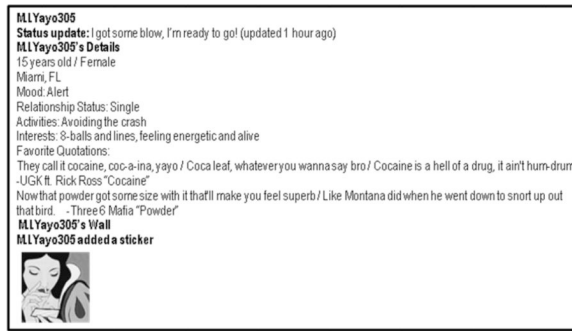 M.I.Yayo305
Status update: I got some blow, I'm ready to go! (updated 1 hour ago)
M.I.Yayo305's Details
15 years old / Female
Miami, FL
Mood: Alert
Relationship Status: Single
Activities: Avoiding the crash
Interests: 8-balls and lines, feeling energetic and alive
Favorite Quotations:
They call it cocaine, coc-a-ina, yayo / Coca leaf, whatever you wanna say bro / Cocaine is a hell of a drug, it ain't hum-drum
-UGK ft. Rick Ross "Cocaine"
Now that powder got some size with it that'll make you feel superb / Like Montana did when he went down to snort up out
that bird. -Three 6 Mafia "Powder"
M.I.Yayo305's Wall
M.I.Yayo305 added a sticker